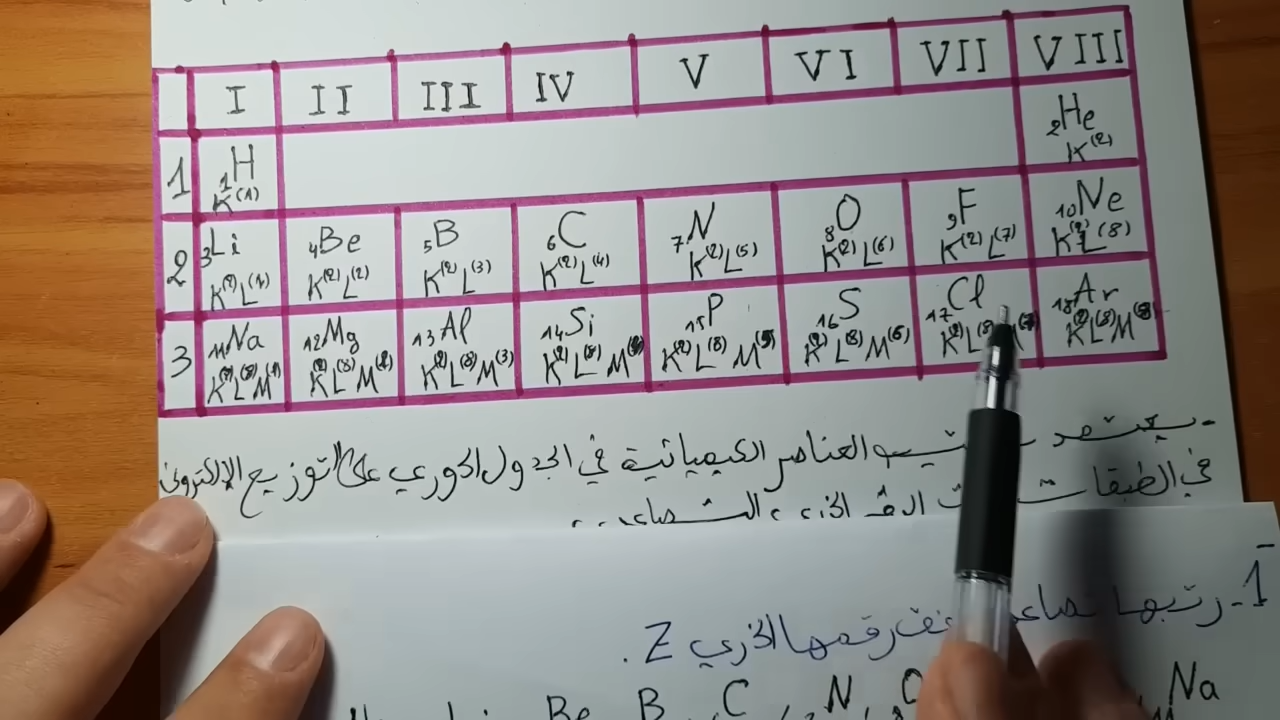 I II III IV V VI VII VIII
1 ₁H ₂He
K⁽¹⁾ K⁽²⁾
2 ₃Li ₄Be ₅B ₆C ₇N ₈O ₉F ₁₀Ne
K⁽²⁾L⁽¹⁾ K⁽²⁾L⁽²⁾ K⁽²⁾L⁽³⁾ K⁽²⁾L⁽⁴⁾ K⁽²⁾L⁽⁵⁾ K⁽²⁾L⁽⁶⁾ K⁽²⁾L⁽⁷⁾ K⁽²⁾L⁽⁸⁾
3 ₁₁Na ₁₂Mg ₁₃Al ₁₄Si ₁₅P ₁₆S ₁₇Cl ₁₈Ar
K⁽²⁾L⁽⁸⁾M¹ K⁽²⁾L⁽⁸⁾M⁽²⁾ K⁽²⁾L⁽⁸⁾M⁽³⁾ K⁽²⁾L⁽⁸⁾M K⁽²⁾L⁽⁸⁾M⁽⁵⁾ K⁽²⁾L⁽⁸⁾M⁽⁶⁾ K⁽²⁾L⁽⁸⁾ K⁽²⁾L⁽⁸⁾M⁽⁸⁾
- يعتمد العناصر الكيميائية في الجدول الدوري على التوزيع الإلكتروني
في الطبقات
1- رتبها وفق رقمها الذري Z .
Be B C N Na